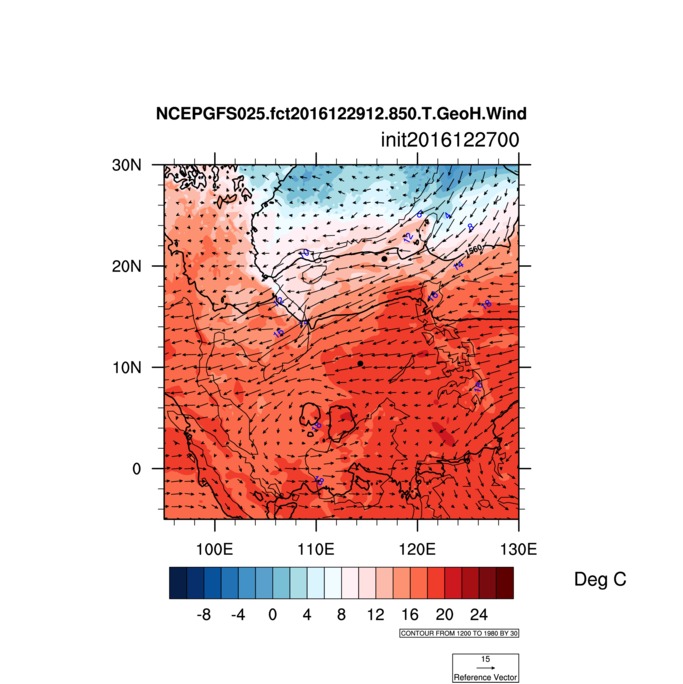 NCEPGFS025.fct2016122912.850.T.GeoH.Wind
init2016122700
30N
20N
10N
0
100E
110E
120E
130E
1560
Deg C
-8
-4
0
4
8
12
16
20
24
CONTOUR FROM 1200 TO 1980 BY 30
15
Reference Vector